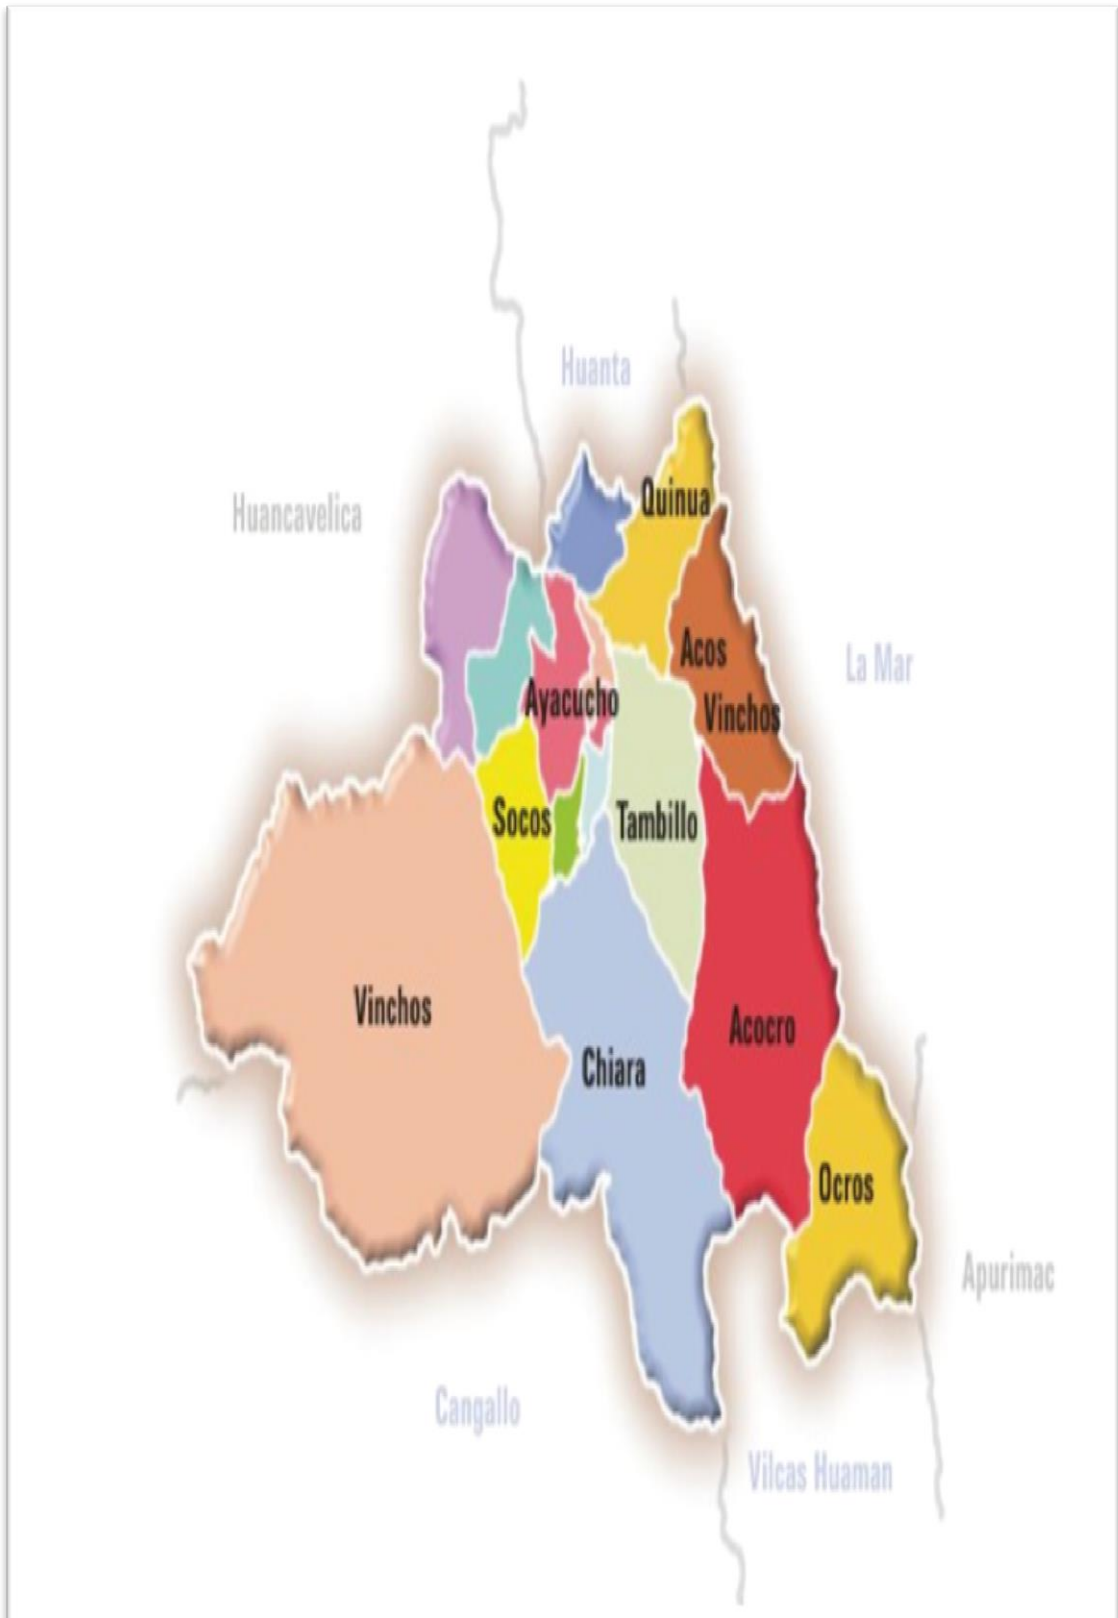 Huanta
Quinua
Huancavelica
Acos
Vinchos
La Mar
Ayacucho
Socos
Tambillo
Vinchos
Acocro
Chiara
Ocros
Apurimac
Cangallo
Vilcas Huaman